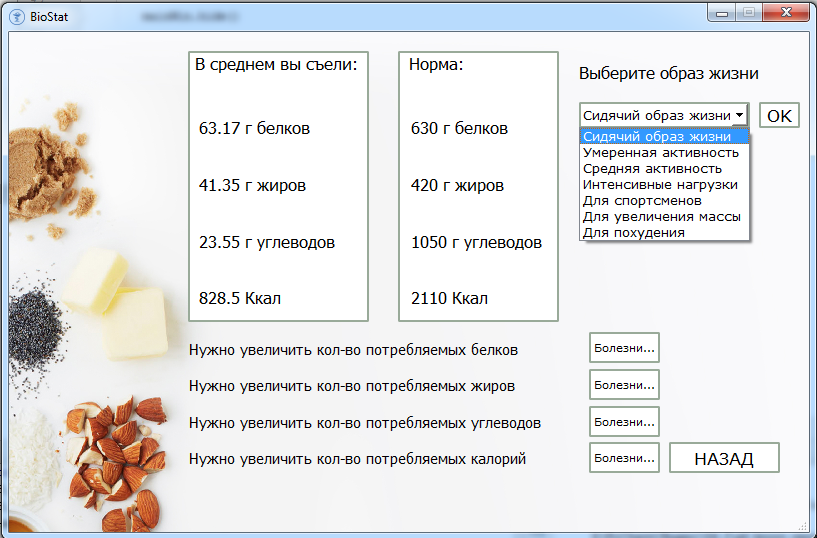 BioStat
В среднем вы съели:
63.17 г белков
41.35 г жиров
23.55 г углеводов
828.5 Ккал
Норма:
630 г белков
420 г жиров
1050 г углеводов
2110 Ккал
Выберите образ жизни
Сидячий образ жизни
OK
Сидячий образ жизни
Умеренная активность
Средняя активность
Интенсивные нагрузки
Для спортсменов
Для увеличения массы
Для похудения
Нужно увеличить кол-во потребляемых белков
Болезни...
Нужно увеличить кол-во потребляемых жиров
Болезни...
Нужно увеличить кол-во потребляемых углеводов
Болезни...
Нужно увеличить кол-во потребляемых калорий
Болезни...
НАЗАД